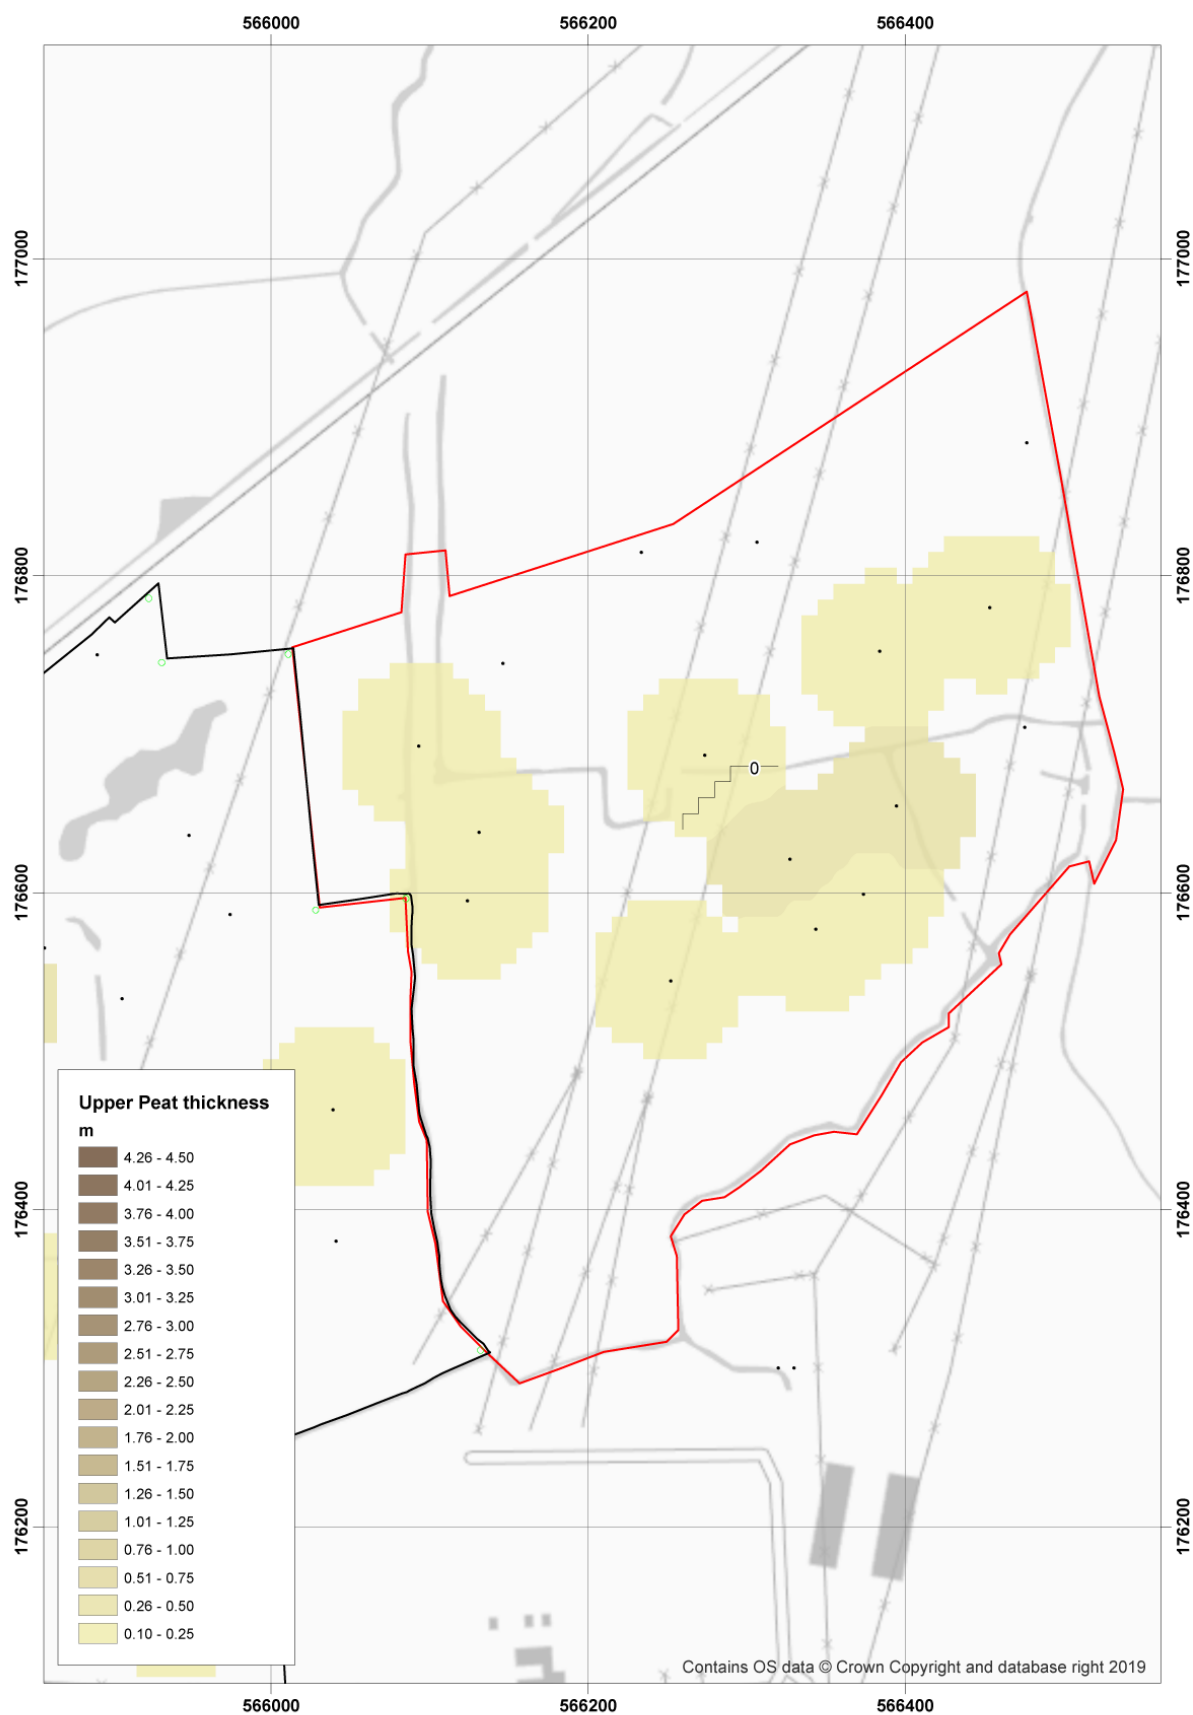 566000 566200 566400
177000 177000
176800 176800
0
176600 176600
176400 176400
176200 176200
Upper Peat thickness
m
4.26 - 4.50
4.01 - 4.25
3.76 - 4.00
3.51 - 3.75
3.26 - 3.50
3.01 - 3.25
2.76 - 3.00
2.51 - 2.75
2.26 - 2.50
2.01 - 2.25
1.76 - 2.00
1.51 - 1.75
1.26 - 1.50
1.01 - 1.25
0.76 - 1.00
0.51 - 0.75
0.26 - 0.50
0.10 - 0.25
Contains OS data © Crown Copyright and database right 2019
566000 566200 566400